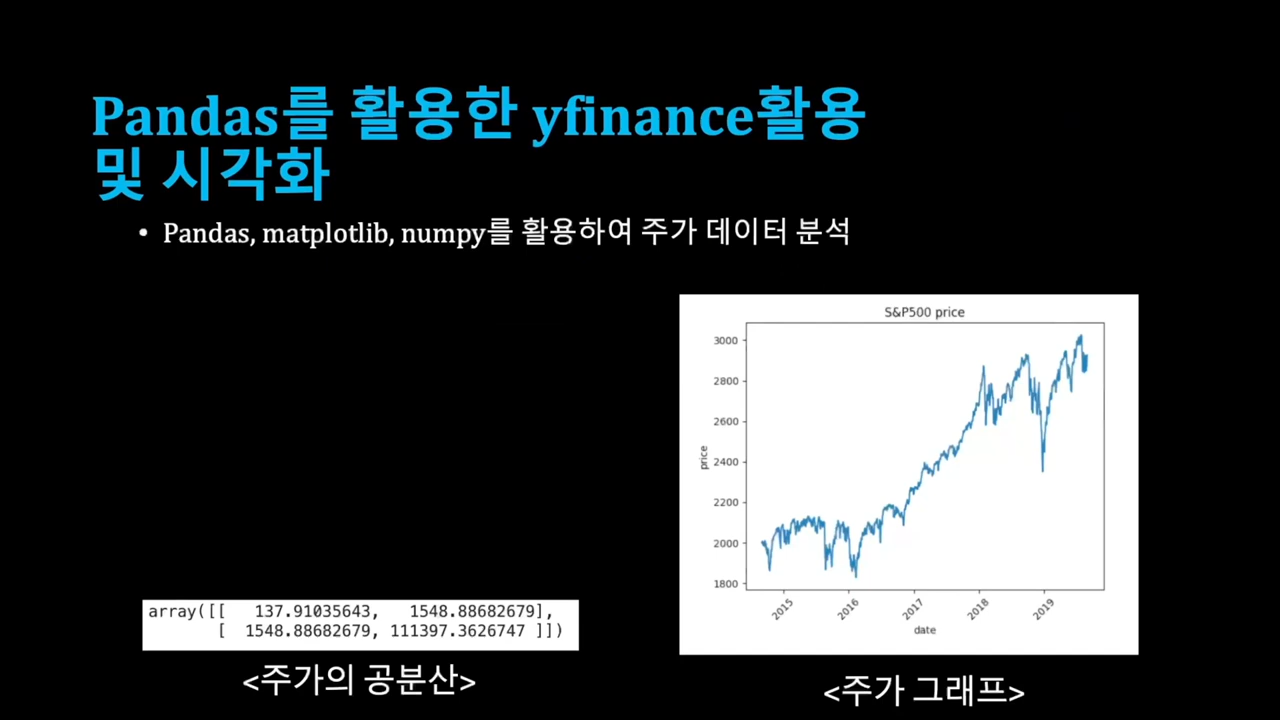 Pandas를 활용한 yfinance활용
및 시각화
• Pandas, matplotlib, numpy를 활용하여 주가 데이터 분석
S&P500 price
3000
2800
2600
2400
2200
2000
1800
price
2015
2016
2017
2018
2019
date
array([[ 137.91035643, 1548.88682679],
[ 1548.88682679, 111397.3626747 ]])
<주가의 공분산>
<주가 그래프>